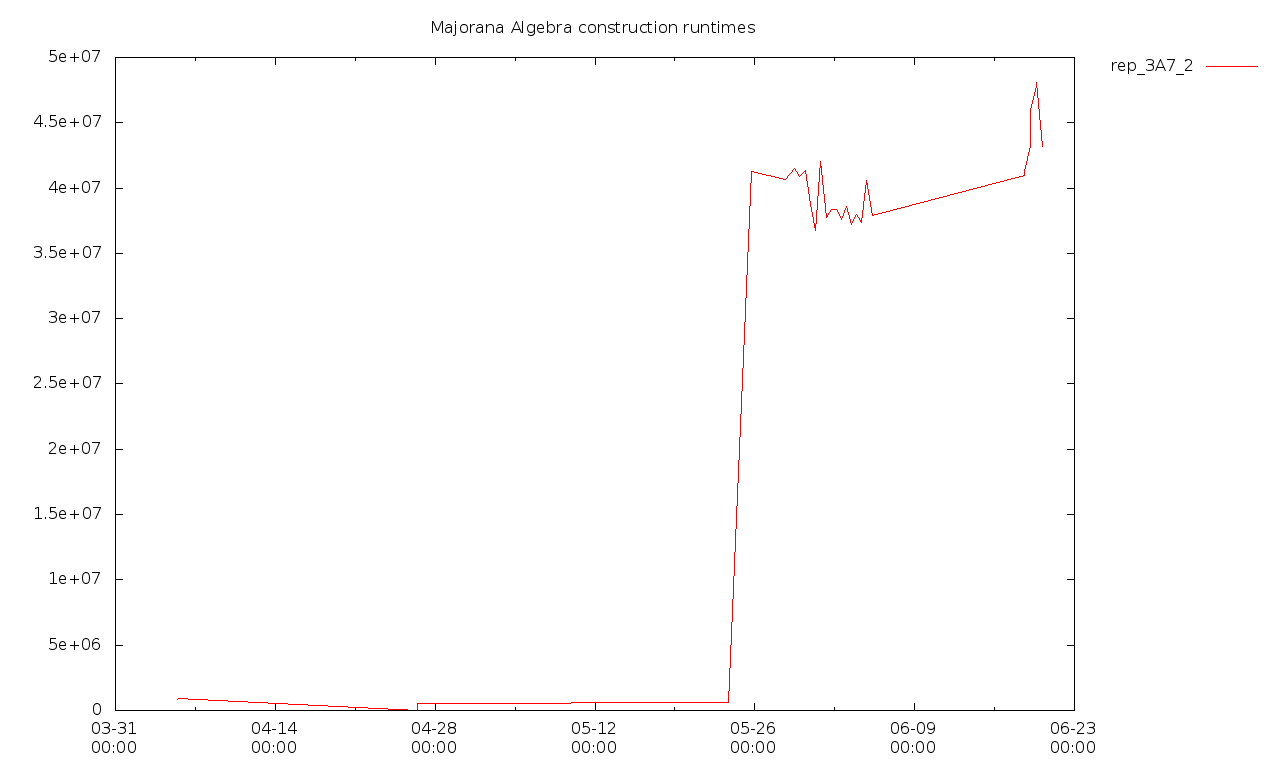 Majorana Algebra construction runtimes
rep_3A7_2
5e+07
4.5e+07
4e+07
3.5e+07
3e+07
2.5e+07
2e+07
1.5e+07
1e+07
5e+06
0
03-31 04-14 04-28 05-12 05-26 06-09 06-23
00:00 00:00 00:00 00:00 00:00 00:00 00:00